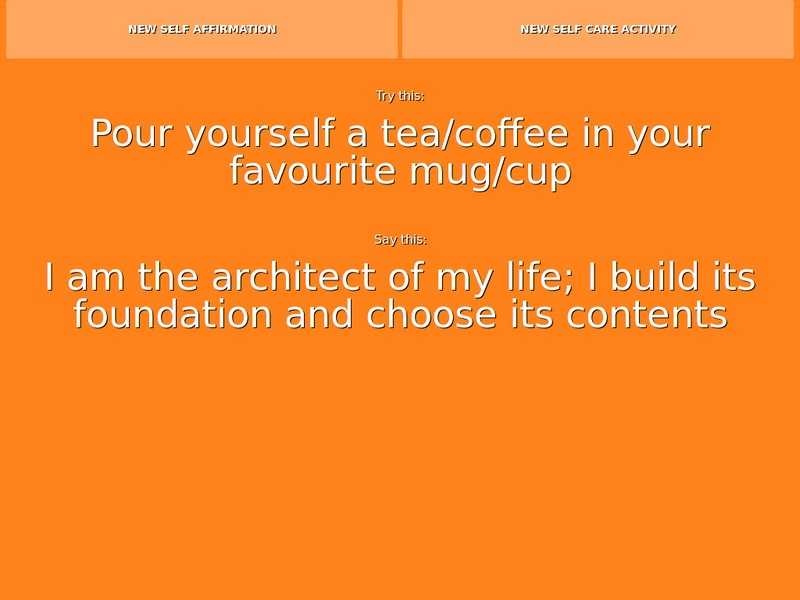 NEW SELF AFFIRMATION
NEW SELF CARE ACTIVITY
Try this:
Pour yourself a tea/coffee in your
favourite mug/cup
Say this:
I am the architect of my life; I build its
foundation and choose its contents